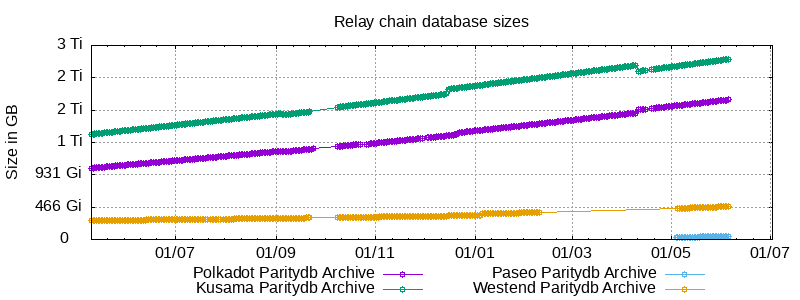 Relay chain database sizes
3 Ti
2 Ti
2 Ti
1 Ti
931 Gi
466 Gi
0
Size in GB
01/07 01/09 01/11 01/01 01/03 01/05 01/07
Polkadot Paritydb Archive Paseo Paritydb Archive
Kusama Paritydb Archive Westend Paritydb Archive